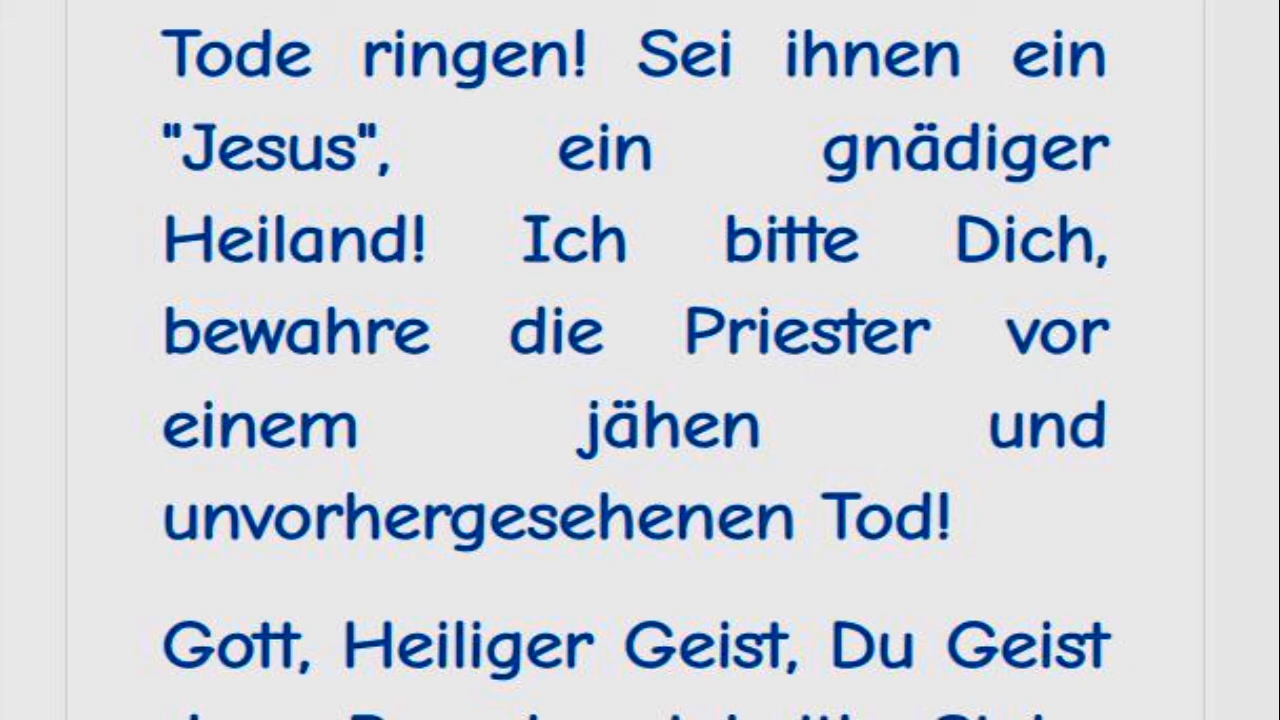 Tode ringen! Sei ihnen ein
"Jesus", ein gnädiger
Heiland! Ich bitte Dich,
bewahre die Priester vor
einem jähen und
unvorhergesehenen Tod!
Gott, Heiliger Geist, Du Geist